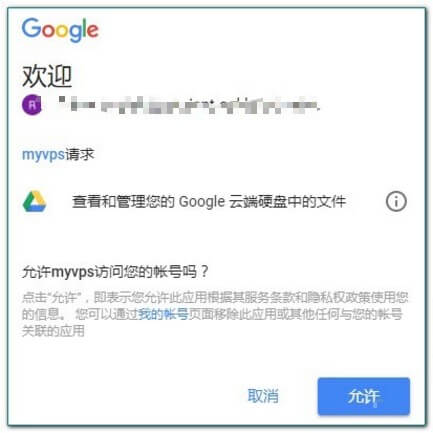 Google
欢迎
R
myvps请求
查看和管理您的 Google 云端硬盘中的文件
允许myvps访问您的帐号吗？
点击“允许”，即表示您允许此应用根据其服务条款和隐私权政策使用您
的信息。 您可以通过我的帐号页面移除此应用或其他任何与您的帐号
关联的应用
取消
允许